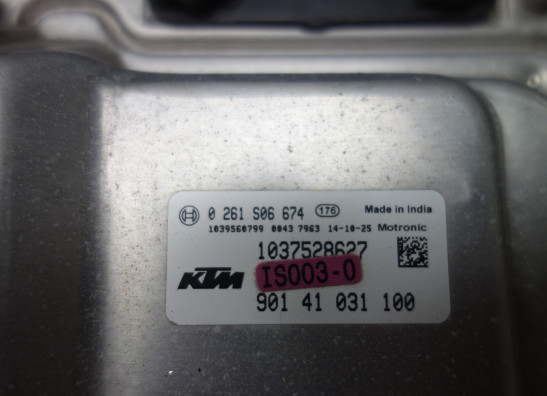 0 261 S06 674 176 Made in India
1039S60799 0043 7963 14-10-25 Motronic
1037528627
KTM IS003-0
901 41 031 100